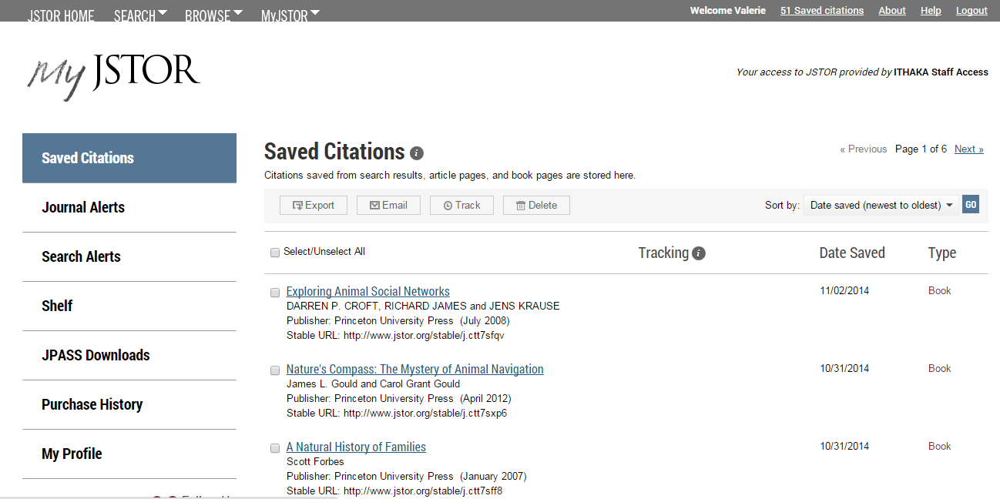 JSTOR HOME SEARCH BROWSE MyJSTOR Welcome Valerie 51 Saved citations About Help Logout
My JSTOR
Your access to JSTOR provided by ITHAKA Staff Access
Saved Citations
Journal Alerts
Search Alerts
Shelf
JPASS Downloads
Purchase History
My Profile
Saved Citations i
« Previous Page 1 of 6 Next »
Citations saved from search results, article pages, and book pages are stored here.
Export Email Track Delete Sort by: Date saved (newest to oldest) GO
Select/Unselect All Tracking i Date Saved Type
Exploring Animal Social Networks 11/02/2014 Book
DARREN P. CROFT, RICHARD JAMES and JENS KRAUSE
Publisher: Princeton University Press (July 2008)
Stable URL: http://www.jstor.org/stable/j.ctt7sfqv
Nature's Compass: The Mystery of Animal Navigation 10/31/2014 Book
James L. Gould and Carol Grant Gould
Publisher: Princeton University Press (April 2012)
Stable URL: http://www.jstor.org/stable/j.ctt7sxp6
A Natural History of Families 10/31/2014 Book
Scott Forbes
Publisher: Princeton University Press (January 2007)
Stable URL: http://www.jstor.org/stable/j.ctt7sff8